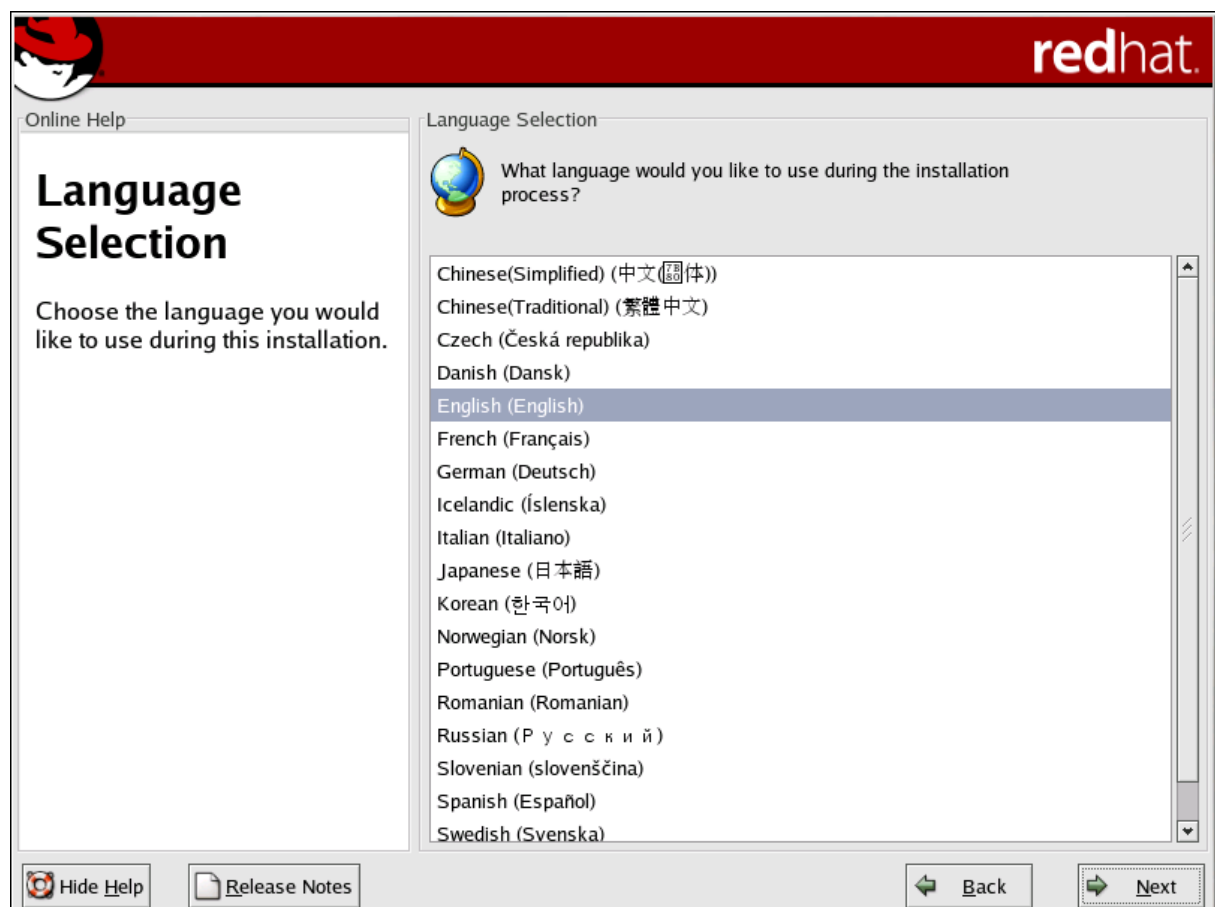 redhat.
Online Help
Language
Selection
Choose the language you would
like to use during this installation.
Language Selection
What language would you like to use during the installation
process?
Chinese(Simplified) (中文(7B80体))
Chinese(Traditional) (繁體中文)
Czech (Česká republika)
Danish (Dansk)
English (English)
French (Français)
German (Deutsch)
Icelandic (Íslenska)
Italian (Italiano)
Japanese (日本語)
Korean (한국어)
Norwegian (Norsk)
Portuguese (Português)
Romanian (Romanian)
Russian (Русский)
Slovenian (slovenščina)
Spanish (Español)
Swedish (Svenska)
Hide Help
Release Notes
Back
Next